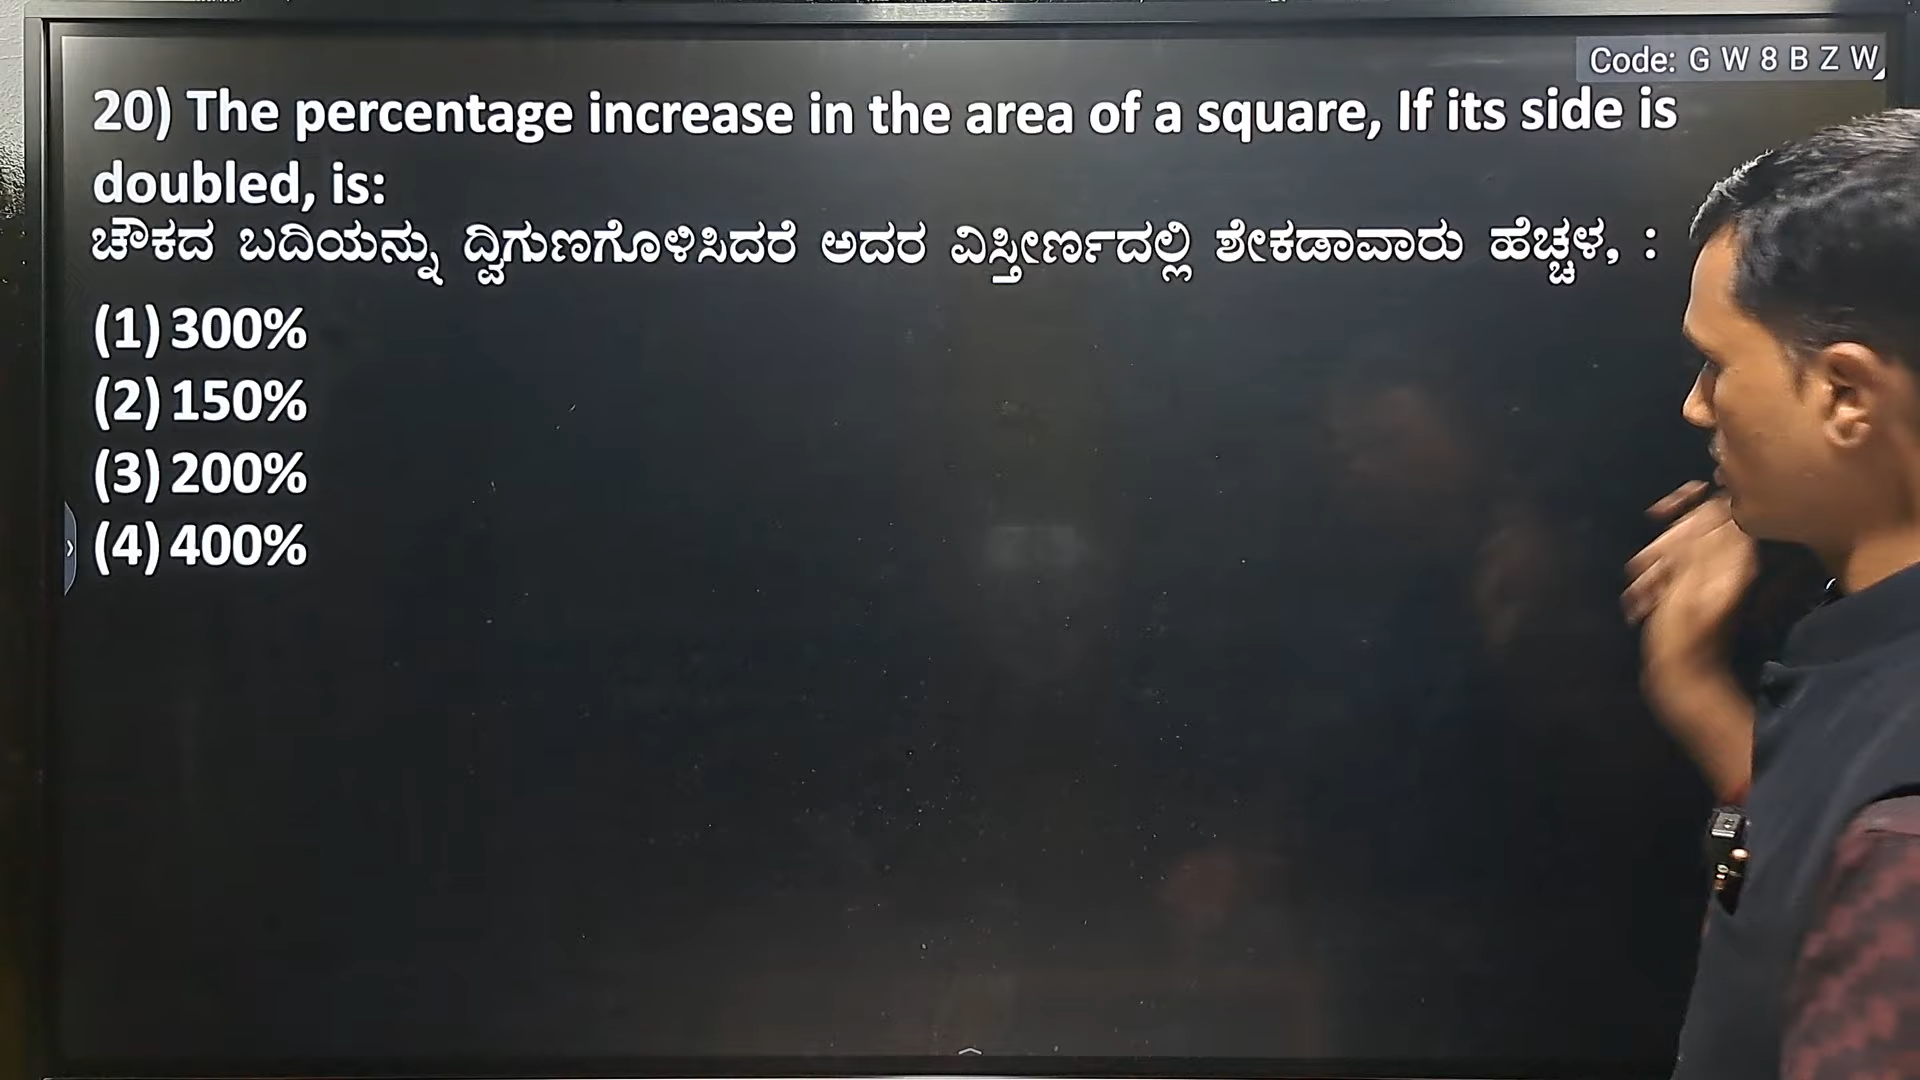 Code: G W 8 B Z W
20) The percentage increase in the area of a square, If its side is
doubled, is:
ಚೌಕದ ಬದಿಯನ್ನು ದ್ವಿಗುಣಗೊಳಿಸಿದರೆ ಅದರ ವಿಸ್ತೀರ್ಣದಲ್ಲಿ ಶೇಕಡಾವಾರು ಹೆಚ್ಚಳ, :
(1) 300%
(2) 150%
(3) 200%
(4) 400%